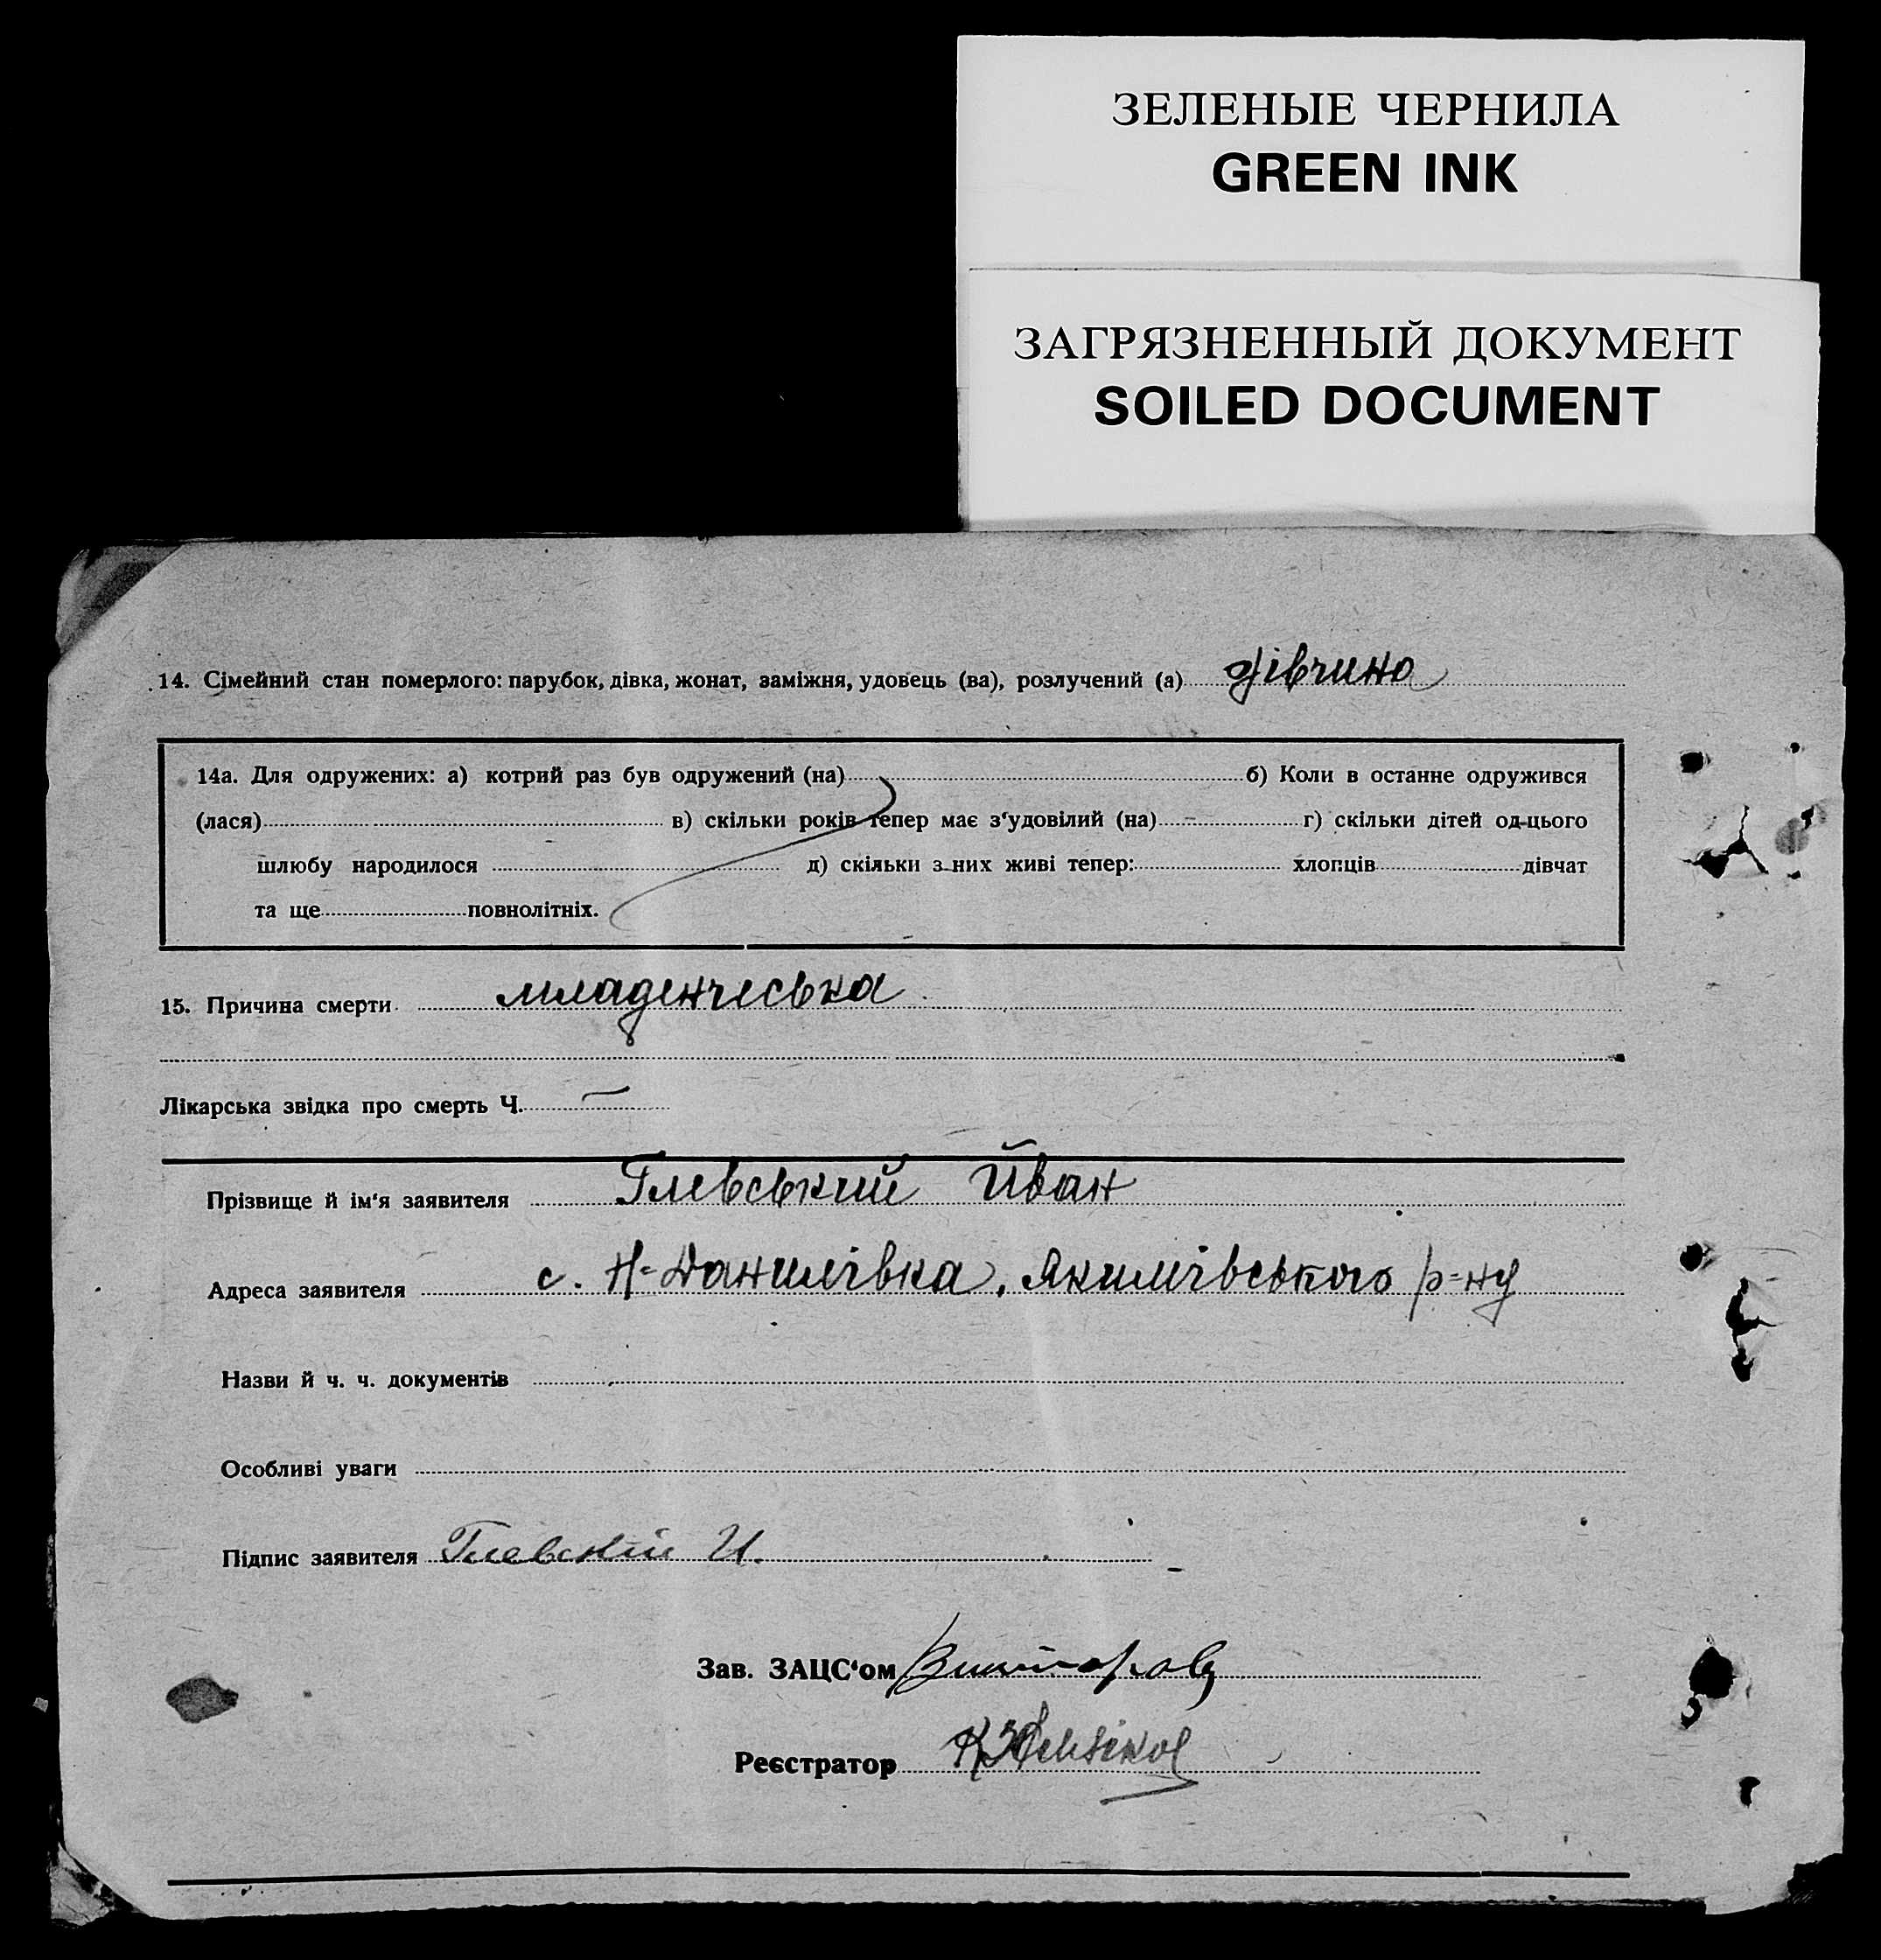 ЗЕЛЕНЫЕ ЧЕРНИЛА
GREEN INK
ЗАГРЯЗНЕННЫЙ ДОКУМЕНТ
SOILED DOCUMENT
14. Сімейний стан померлого: парубок, дівка, жонат, заміжня, удовець (ва), розлучений (а) дівчина
14а. Для одружених: а) котрий раз був одружений (на) б) Коли в останнє одружився
(лася) в) скільки років тепер має з'удовілий (на) г) скільки дітей од цього
шлюбу народилося д) скільки з них живі тепер: хлопців дівчат
та ще повнолітніх.
15. Причина смерти младенчеська
Лікарська звідка про смерть Ч. —
Прізвище й ім'я заявителя Глевський Йван
Адреса заявителя с. Н-Данилівка, Якимівського р-ну
Назви й ч. ч. документів
Особливі уваги
Підпис заявителя Глевский И.
Зав. ЗАЦС'ом
Реєстратор